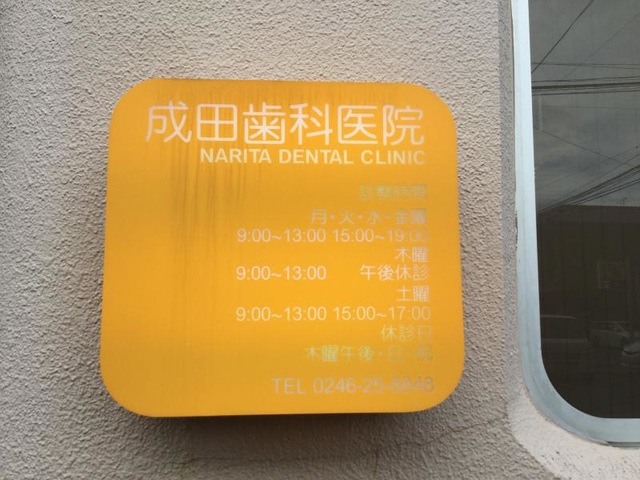 成田歯科医院
NARITA DENTAL CLINIC
診察時間
月・火・水・金曜
9:00~13:00 15:00~19:00
木曜
9:00~13:00 午後休診
土曜
9:00~13:00 15:00~17:00
休診日
木曜午後・日・祝
TEL 0246-25-8848